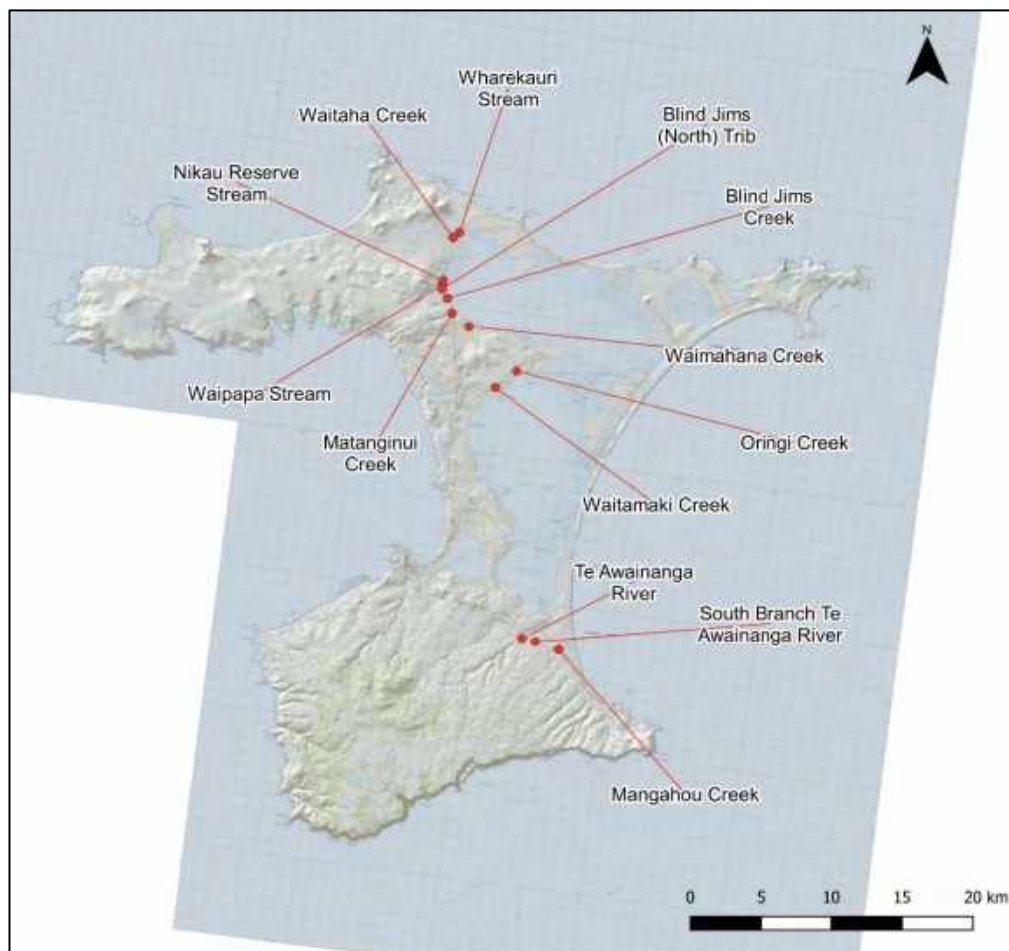 N
Wharekauri
Stream
Waitaha Creek
Blind Jims
(North) Trib
Nikau Reserve
Stream
Blind Jims
Creek
Waimahana Creek
Waipapa Stream
Matanginui
Creek
Oringi Creek
Waitamaki Creek
Te Awainanga
River
South Branch Te
Awainanga River
Mangahou Creek
0 5 10 15 20 km